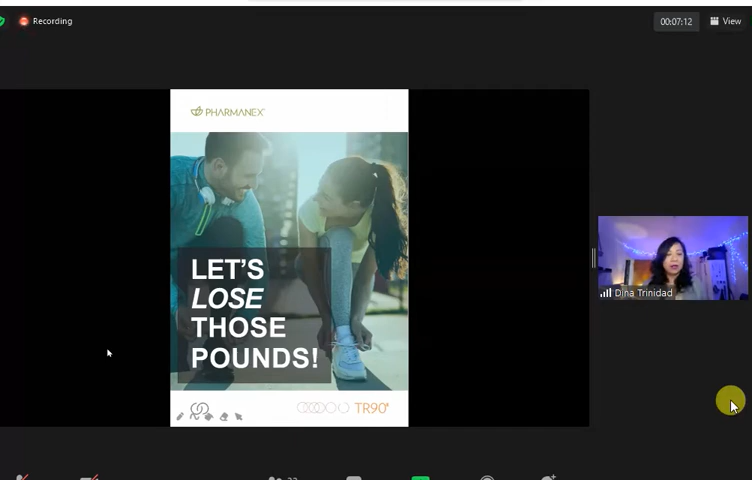 Recording
00:07:12
View
PHARMANEX
LET'S
LOSE
THOSE
POUNDS!
TR90®
Dina Trinidad